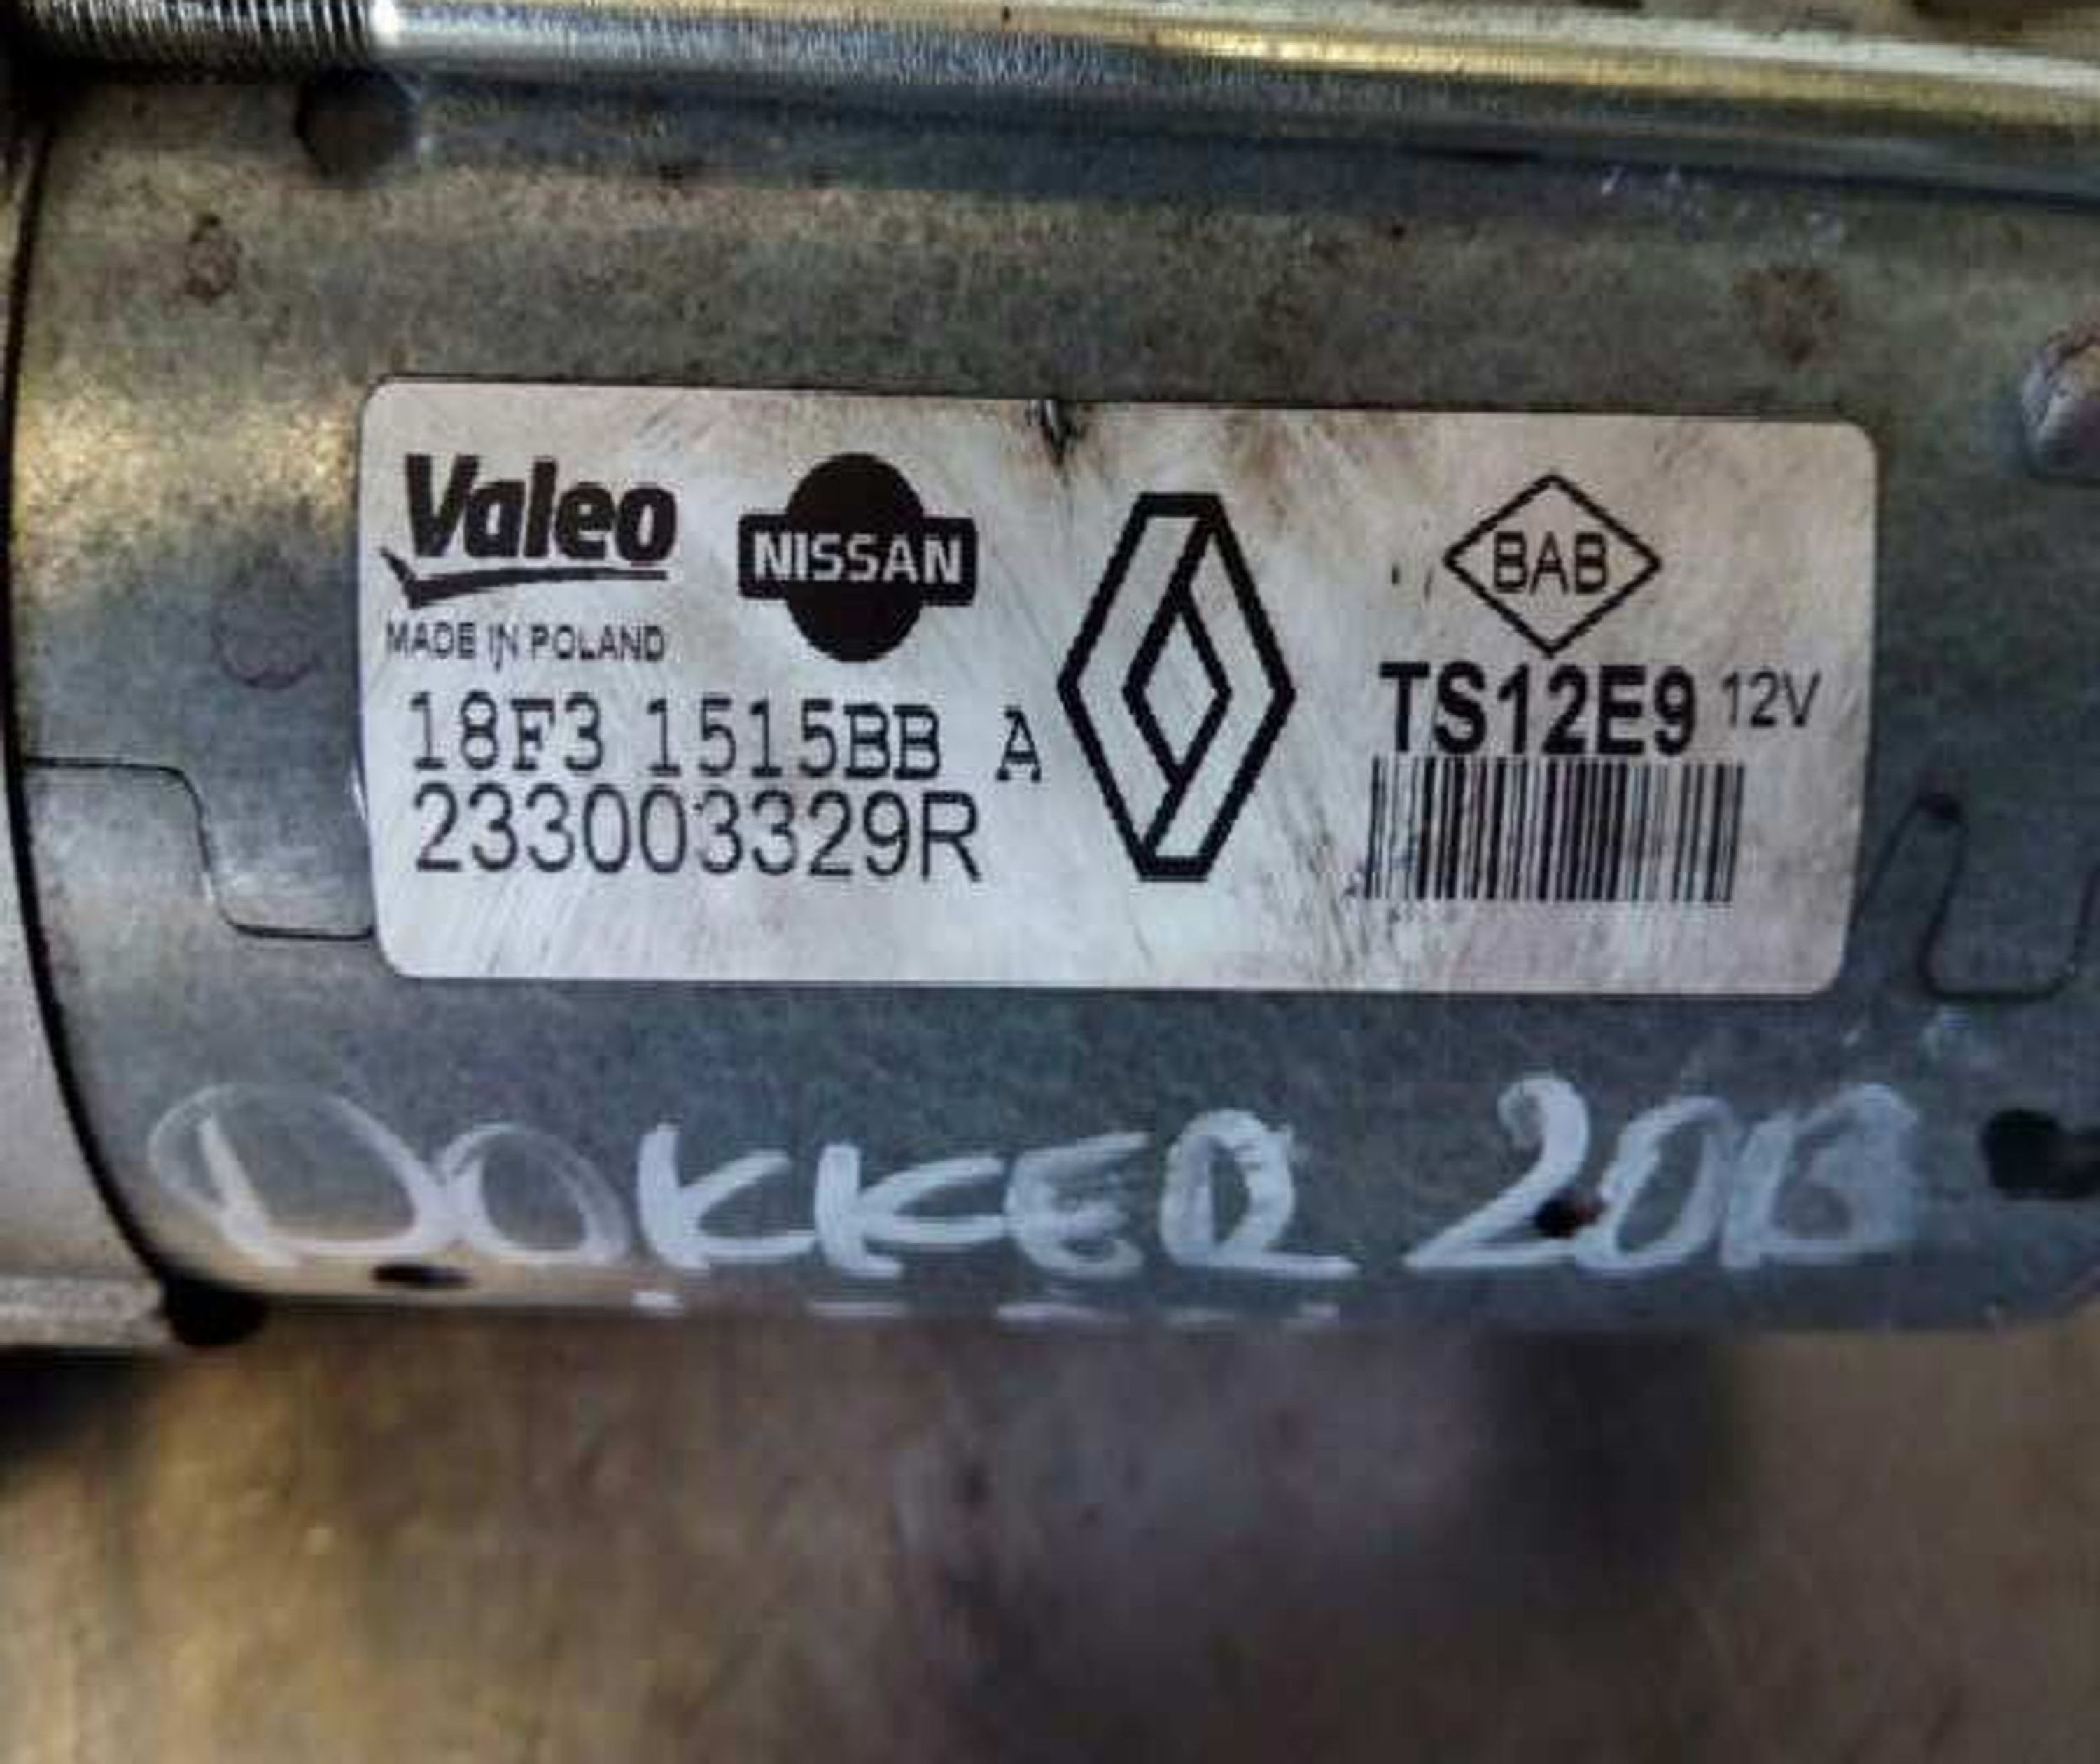 Valeo
NISSAN
BAB
MADE IN POLAND
TS12E9 12V
18F3 1515BB A
233003329R
DOKKER 2013